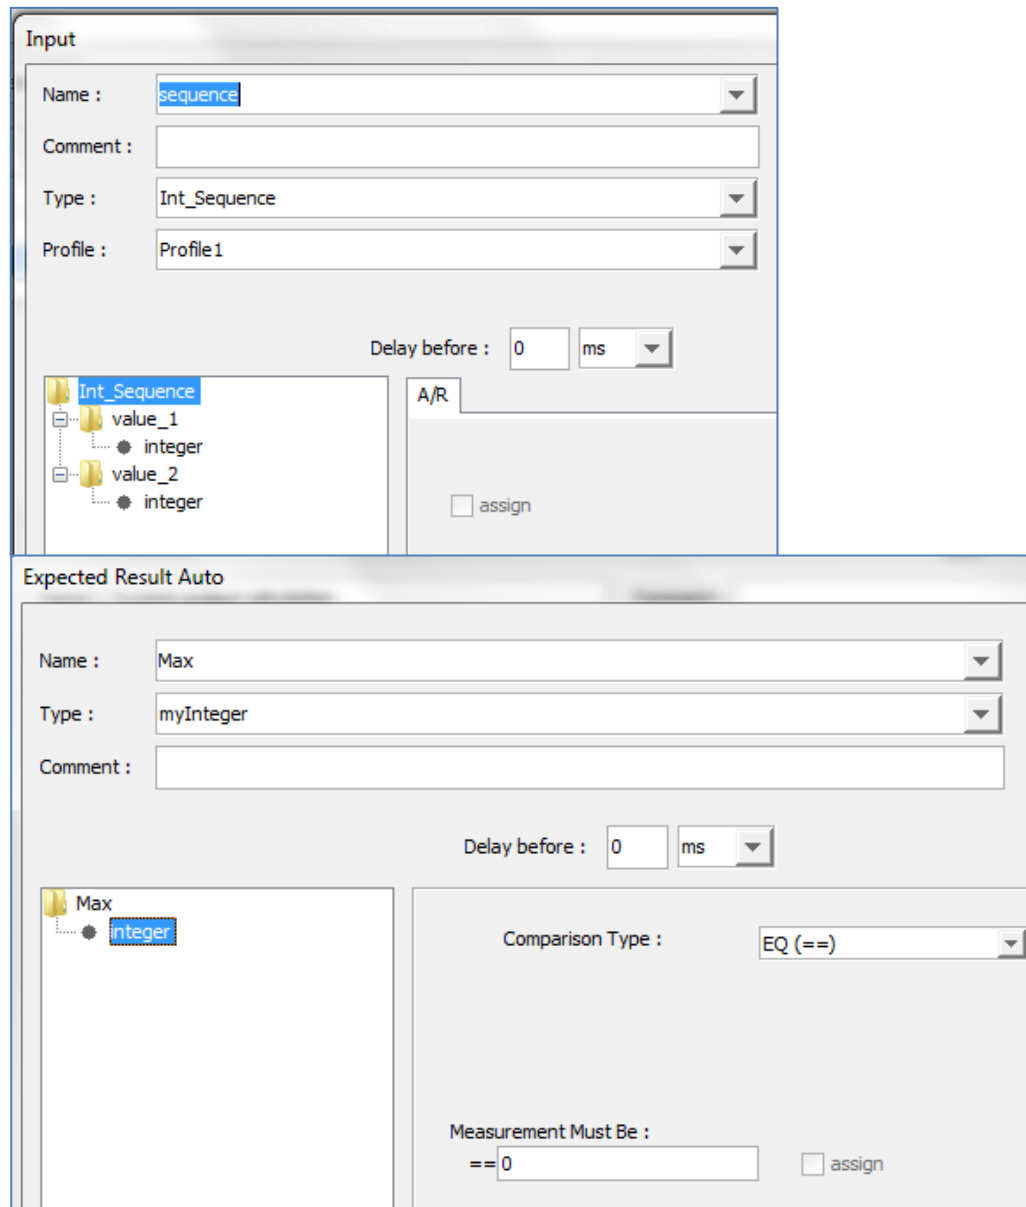 Input
Name : sequence
Comment :
Type : Int_Sequence
Profile : Profile1
Delay before : 0 ms
Int_Sequence
A/R
value_1
integer
value_2
integer
assign
Expected Result Auto
Name : Max
Type : myInteger
Comment :
Delay before : 0 ms
Max
integer
Comparison Type : EQ (==)
Measurement Must Be :
== 0
assign